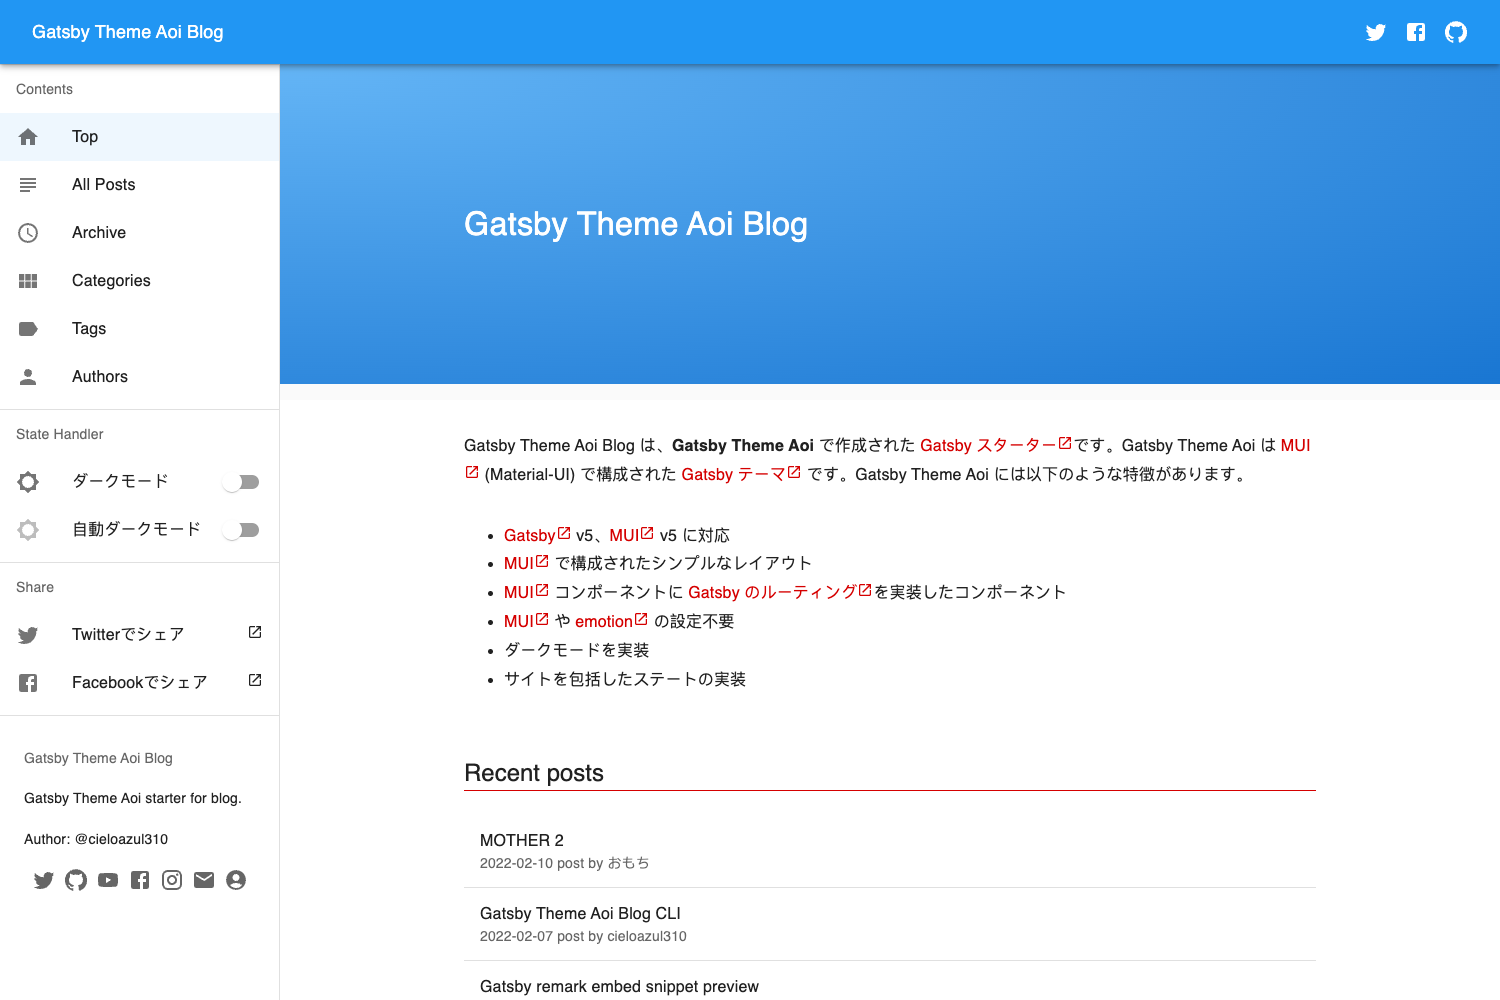 Gatsby Theme Aoi Blog
Contents
Top
All Posts
Archive
Categories
Tags
Authors
State Handler
ダークモード
自動ダークモード
Share
Twitterでシェア
Facebookでシェア
Gatsby Theme Aoi Blog
Gatsby Theme Aoi starter for blog.
Author: @cieloazul310
Gatsby Theme Aoi Blog
Gatsby Theme Aoi Blog は、Gatsby Theme Aoi で作成された Gatsby スターターです。Gatsby Theme Aoi は MUI
(Material-UI) で構成された Gatsby テーマ です。Gatsby Theme Aoi には以下のような特徴があります。
• Gatsby v5、MUI v5 に対応
• MUI で構成されたシンプルなレイアウト
• MUI コンポーネントに Gatsby のルーティングを実装したコンポーネント
• MUI や emotion の設定不要
• ダークモードを実装
• サイトを包括したステートの実装
Recent posts
MOTHER 2
2022-02-10 post by おもち
Gatsby Theme Aoi Blog CLI
2022-02-07 post by cieloazul310
Gatsby remark embed snippet preview